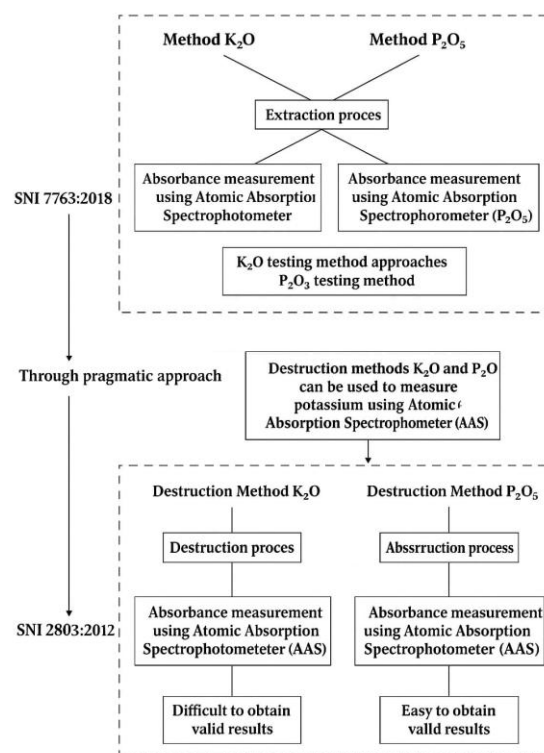 Method K₂O
Method P₂O₅
Extraction proces
SNI 7763:2018
Absorbance measurement
using Atomic Absorption
Spectrophotometer
Absorbance measurement
using Atomic Absorption
Spectrophorometer (P₂O₅)
K₂O testing method approaches
P₂O₃ testing method
Through pragmatic approach
Destruction methods K₂O and P₂O
can be used to measure
potassium using Atomic
Absorption Spectrophometer (AAS)
Destruction Method K₂O
Destruction Method P₂O₅
Destruction proces
Abssrruction process
SNI 2803:2012
Absorbance measurement
using Atomic Absorption
Spectrophotometeter (AAS)
Absorbance measurement
using Atomic Absorption
Spectrophotometer (AAS)
Difficult to obtain
valid results
Easy to obtain
valld results